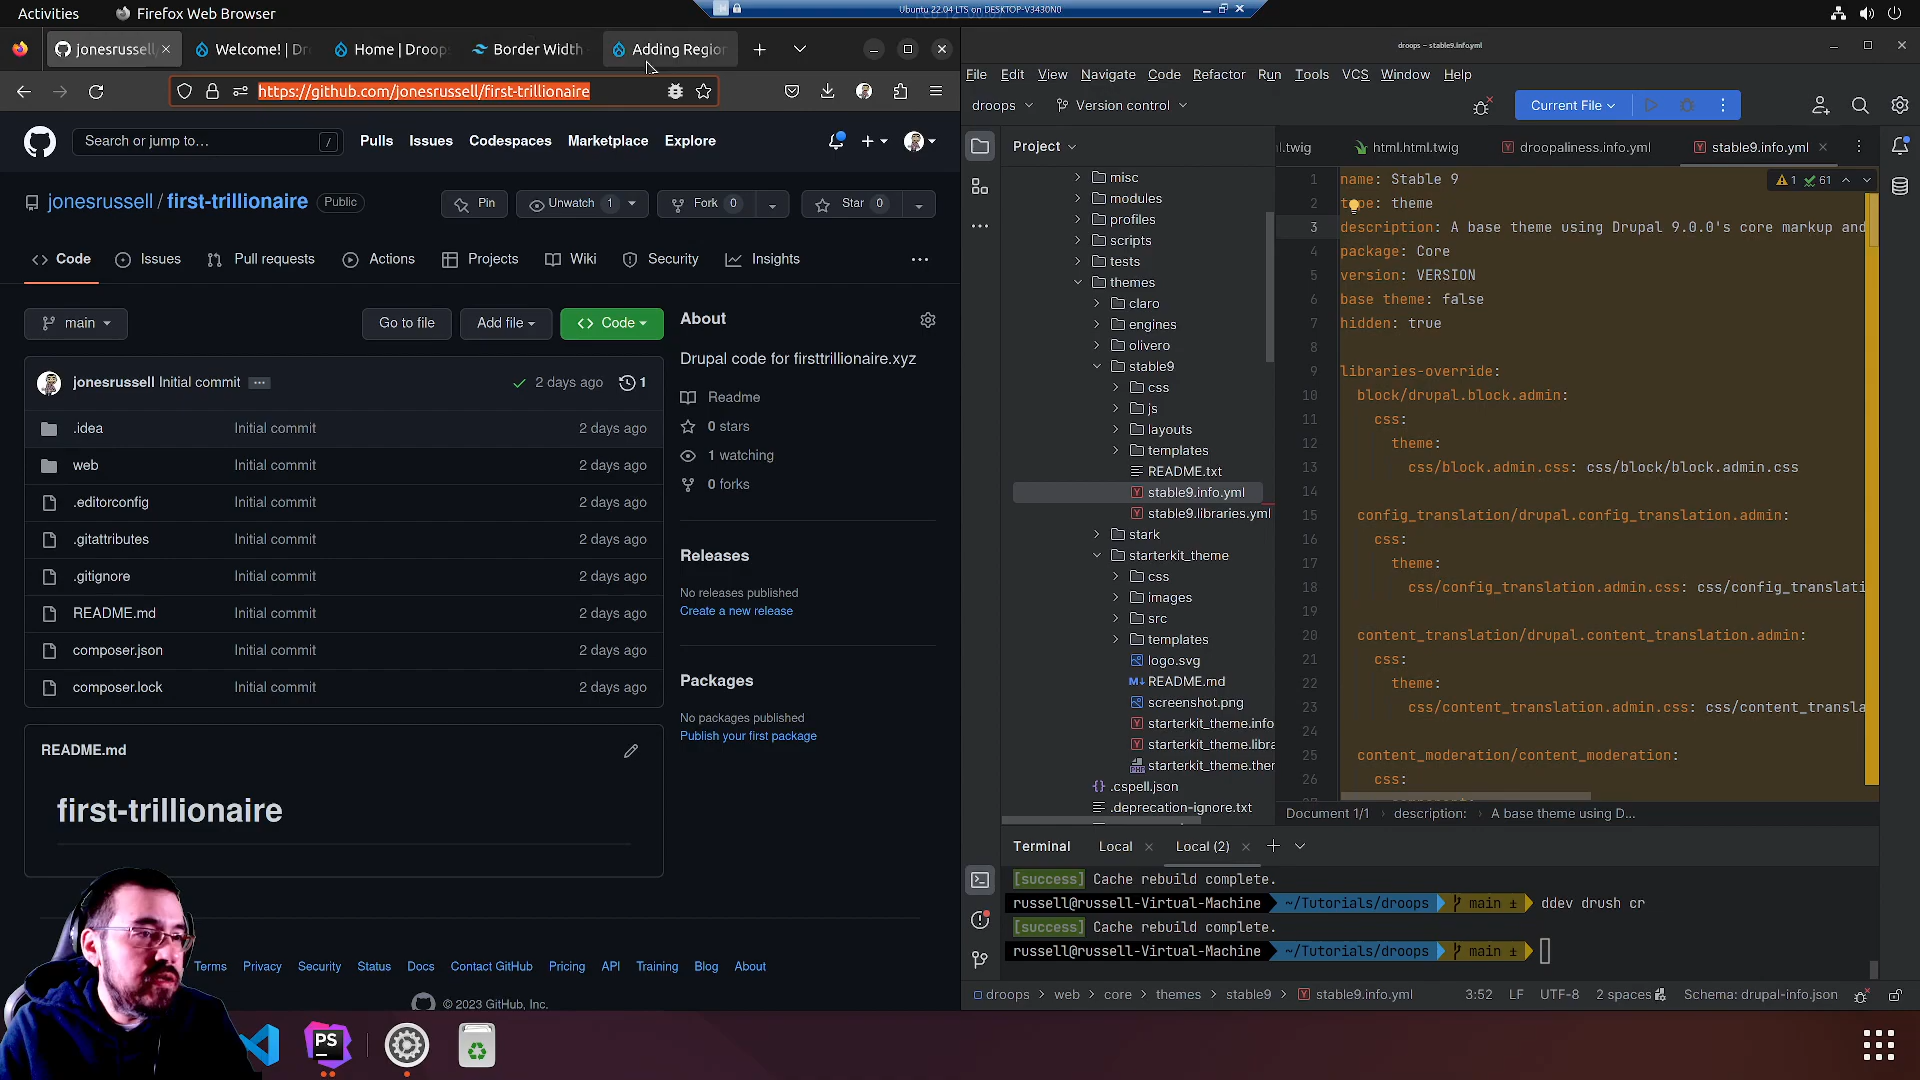 Activities
Firefox Web Browser
Ubuntu 22.04 LTS on DESKTOP-V3430N0
jonesrussell/
Welcome! | Dr
Home | Droops
Border Width
Adding Region
https://github.com/jonesrussell/first-trillionaire
Search or jump to…
/
Pulls
Issues
Codespaces
Marketplace
Explore
jonesrussell / first-trillionaire
Public
Pin
Unwatch 1
Fork 0
Star 0
Code
Issues
Pull requests
Actions
Projects
Wiki
Security
Insights
main
Go to file
Add file
Code
jonesrussell Initial commit
2 days ago
1
.idea
Initial commit
2 days ago
web
Initial commit
2 days ago
.editorconfig
Initial commit
2 days ago
.gitattributes
Initial commit
2 days ago
.gitignore
Initial commit
2 days ago
README.md
Initial commit
2 days ago
composer.json
Initial commit
2 days ago
composer.lock
Initial commit
2 days ago
README.md
first-trillionaire
About
Drupal code for firsttrillionaire.xyz
Readme
0 stars
1 watching
0 forks
Releases
No releases published
Create a new release
Packages
No packages published
Publish your first package
Terms
Privacy
Security
Status
Docs
Contact GitHub
Pricing
API
Training
Blog
About
© 2023 GitHub, Inc.
PS
droops – stable9.info.yml
File
Edit
View
Navigate
Code
Refactor
Run
Tools
VCS
Window
Help
droops
Version control
Current File
Project
l.twig
html.html.twig
droopaliness.info.yml
stable9.info.yml
misc
modules
profiles
scripts
tests
themes
claro
engines
olivero
stable9
css
js
layouts
templates
README.txt
stable9.info.yml
stable9.libraries.yml
stark
starterkit_theme
css
images
src
templates
logo.svg
README.md
screenshot.png
starterkit_theme.info
starterkit_theme.libra
starterkit_theme.ther
.cspell.json
.deprecation-ignore.txt
1 61
1 name: Stable 9
2 type: theme
3 description: A base theme using Drupal 9.0.0's core markup and
4 package: Core
5 version: VERSION
6 base theme: false
7 hidden: true
8
9 libraries-override:
10 block/drupal.block.admin:
11 css:
12 theme:
13 css/block.admin.css: css/block/block.admin.css
14
15 config_translation/drupal.config_translation.admin:
16 css:
17 theme:
18 css/config_translation.admin.css: css/config_translati
19
20 content_translation/drupal.content_translation.admin:
21 css:
22 theme:
23 css/content_translation.admin.css: css/content_transla
24
25 content_moderation/content_moderation:
26 css:
Document 1/1
description:
A base theme using D...
Terminal
Local
Local (2)
[success] Cache rebuild complete.
russell@russell-Virtual-Machine ~/Tutorials/droops main ± ddev drush cr
[success] Cache rebuild complete.
russell@russell-Virtual-Machine ~/Tutorials/droops main ±
droops > web > core > themes > stable9 > stable9.info.yml
3:52
LF
UTF-8
2 spaces
Schema: drupal-info.json